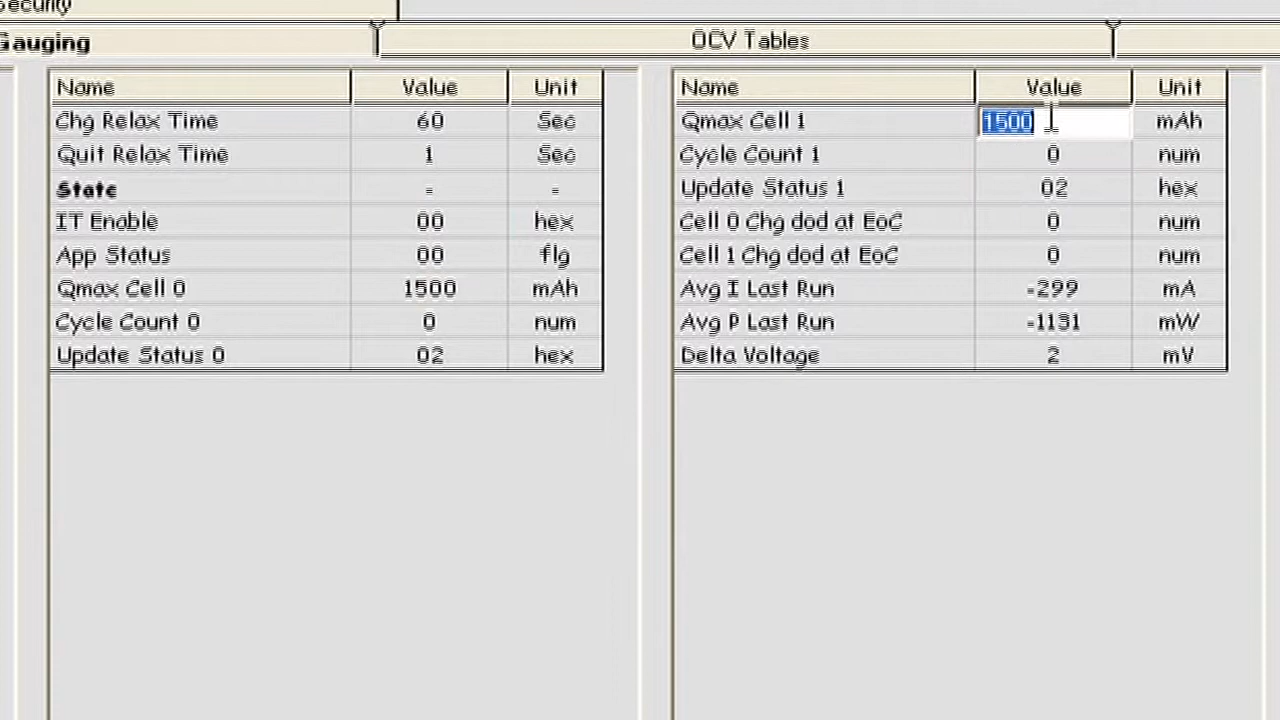 Security
Gauging
OCV Tables
Name Value Unit
Chg Relax Time 60 Sec
Quit Relax Time 1 Sec
State - -
IT Enable 00 hex
App Status 00 flg
Qmax Cell 0 1500 mAh
Cycle Count 0 0 num
Update Status 0 02 hex
Name Value Unit
Qmax Cell 1 1500 mAh
Cycle Count 1 0 num
Update Status 1 02 hex
Cell 0 Chg dod at EoC 0 num
Cell 1 Chg dod at EoC 0 num
Avg I Last Run -299 mA
Avg P Last Run -1131 mW
Delta Voltage 2 mV